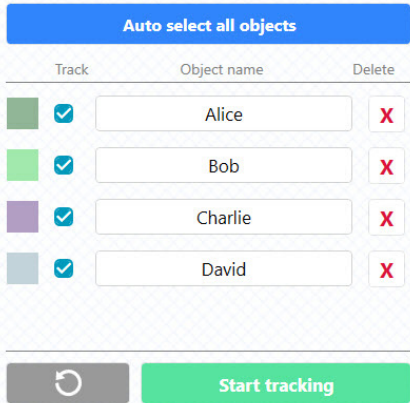 Auto select all objects
Track Object name Delete
Alice X
Bob X
Charlie X
David X
Start tracking